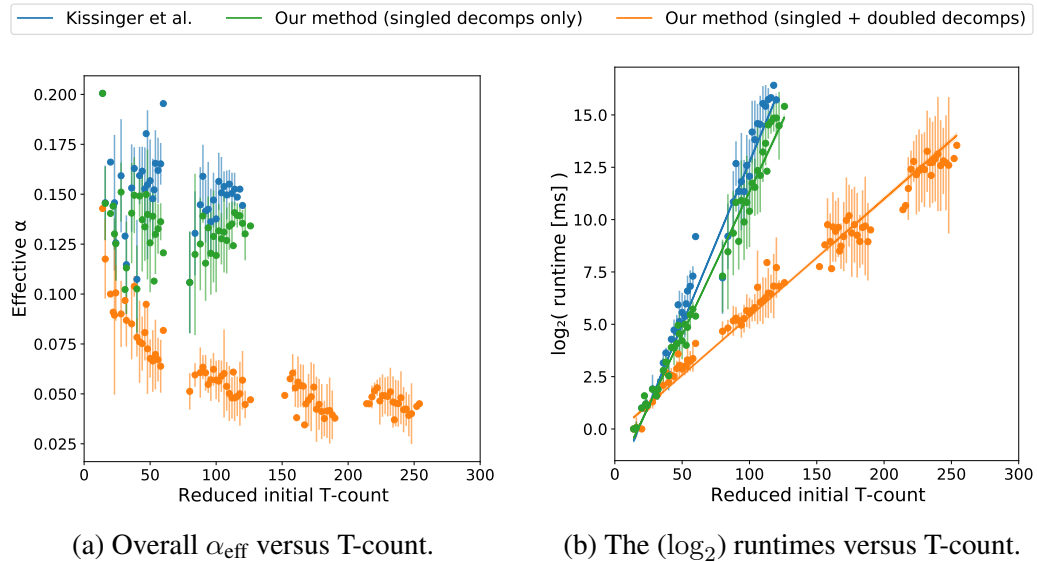 Kissinger et al.
Our method (singled decomps only)
Our method (singled + doubled decomps)
Effective α
0.200
0.175
0.150
0.125
0.100
0.075
0.050
0.025
0 50 100 150 200 250 300
Reduced initial T-count
(a) Overall αeff versus T-count.
log₂( runtime [ms] )
15.0
12.5
10.0
7.5
5.0
2.5
0.0
0 50 100 150 200 250 300
Reduced initial T-count
(b) The (log₂) runtimes versus T-count.